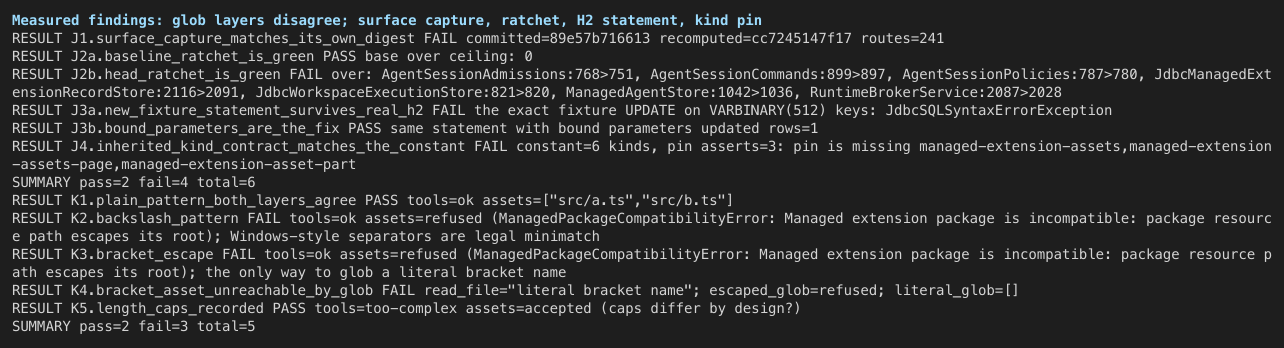 Measured findings: glob layers disagree; surface capture, ratchet, H2 statement, kind pin
RESULT J1.surface_capture_matches_its_own_digest FAIL committed=89e57b716613 recomputed=cc7245147f17 routes=241
RESULT J2a.baseline_ratchet_is_green PASS base over ceiling: 0
RESULT J2b.head_ratchet_is_green FAIL over: AgentSessionAdmissions:768>751, AgentSessionCommands:899>897, AgentSessionPolicies:787>780, JdbcManagedExt
ensionRecordStore:2116>2091, JdbcWorkspaceExecutionStore:821>820, ManagedAgentStore:1042>1036, RuntimeBrokerService:2087>2028
RESULT J3a.new_fixture_statement_survives_real_h2 FAIL the exact fixture UPDATE on VARBINARY(512) keys: JdbcSQLSyntaxErrorException
RESULT J3b.bound_parameters_are_the_fix PASS same statement with bound parameters updated rows=1
RESULT J4.inherited_kind_contract_matches_the_constant FAIL constant=6 kinds, pin asserts=3: pin is missing managed-extension-assets,managed-extension
-assets-page,managed-extension-asset-part
SUMMARY pass=2 fail=4 total=6
RESULT K1.plain_pattern_both_layers_agree PASS tools=ok assets=["src/a.ts","src/b.ts"]
RESULT K2.backslash_pattern FAIL tools=ok assets=refused (ManagedPackageCompatibilityError: Managed extension package is incompatible: package resourc
e path escapes its root); Windows-style separators are legal minimatch
RESULT K3.bracket_escape FAIL tools=ok assets=refused (ManagedPackageCompatibilityError: Managed extension package is incompatible: package resource p
ath escapes its root); the only way to glob a literal bracket name
RESULT K4.bracket_asset_unreachable_by_glob FAIL read_file="literal bracket name"; escaped_glob=refused; literal_glob=[]
RESULT K5.length_caps_recorded PASS tools=too-complex assets=accepted (caps differ by design?)
SUMMARY pass=2 fail=3 total=5